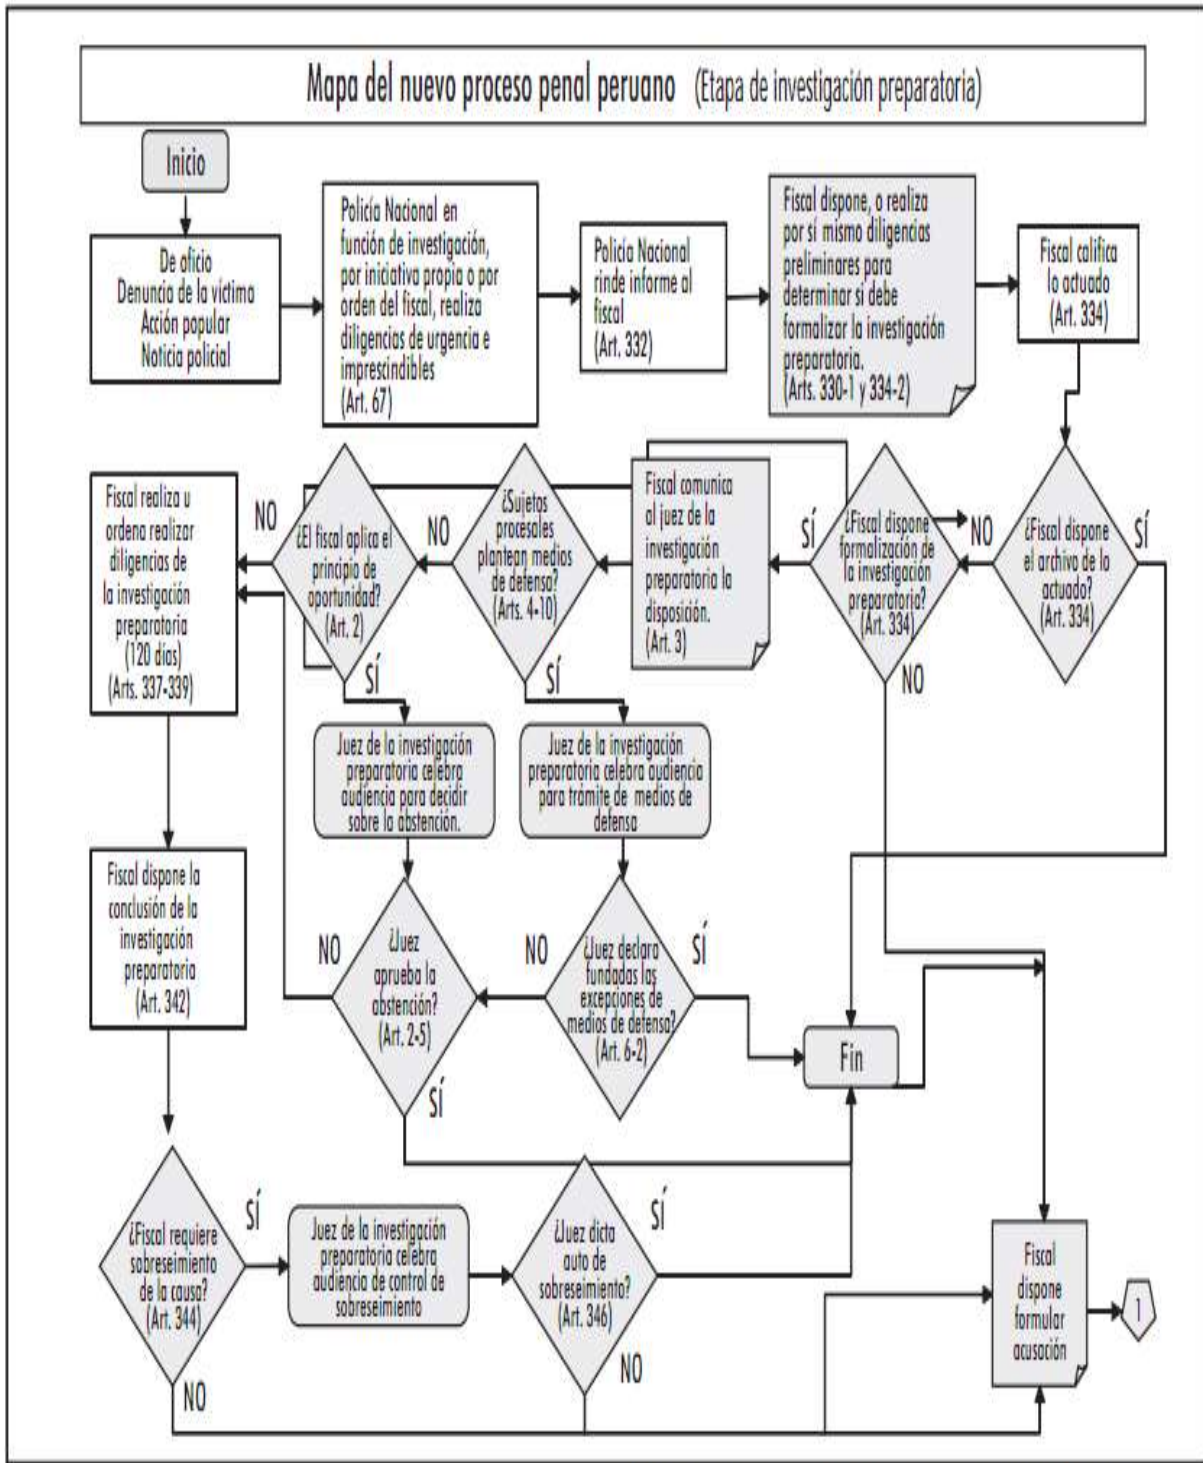 Mapa del nuevo proceso penal peruano (Etapa de investigación preparatoria)
Inicio
De oficio
Denuncia de la víctima
Acción popular
Noticia policial
Policía Nacional en
función de investigación,
por iniciativa propia o por
orden del fiscal, realiza
diligencias de urgencia e
imprescindibles
(Art. 67)
Policía Nacional
rinde informe al
fiscal
(Art. 332)
Fiscal dispone, o realiza
por sí mismo diligencias
preliminares para
determinar si debe
formalizar la investigación
preparatoria.
(Arts. 330-1 y 334-2)
Fiscal califica
lo actuado
(Art. 334)
¿Fiscal dispone
el archivo de lo
actuado?
(Art. 334)
SÍ
NO
¿Fiscal dispone
formalización de
la investigación
preparatoria?
(Art. 334)
SÍ
NO
Fiscal comunica
al juez de la
investigación
preparatoria la
disposición.
(Art. 3)
¿Sujetos
procesales
plantean medios
de defensa?
(Arts. 4-10)
NO
SÍ
¿El fiscal aplica el
principio de
oportunidad?
(Art. 2)
NO
SÍ
Fiscal realiza u
ordena realizar
diligencias de
la investigación
preparatoria
(120 días)
(Arts. 337-339)
Juez de la investigación
preparatoria celebra
audiencia para decidir
sobre la abstención.
Juez de la investigación
preparatoria celebra audiencia
para trámite de medios de
defensa
Fiscal dispone la
conclusión de la
investigación
preparatoria
(Art. 342)
NO
¿Juez
aprueba la
abstención?
(Art. 2-5)
SÍ
NO
¿Juez declara
fundadas las
excepciones de
medios de defensa?
(Art. 6-2)
SÍ
Fin
¿Fiscal requiere
sobreseimiento
de la causa?
(Art. 344)
SÍ
NO
Juez de la investigación
preparatoria celebra
audiencia de control de
sobreseimiento
¿Juez dicta
auto de
sobreseimiento?
(Art. 346)
SÍ
NO
Fiscal
dispone
formular
acusación
1